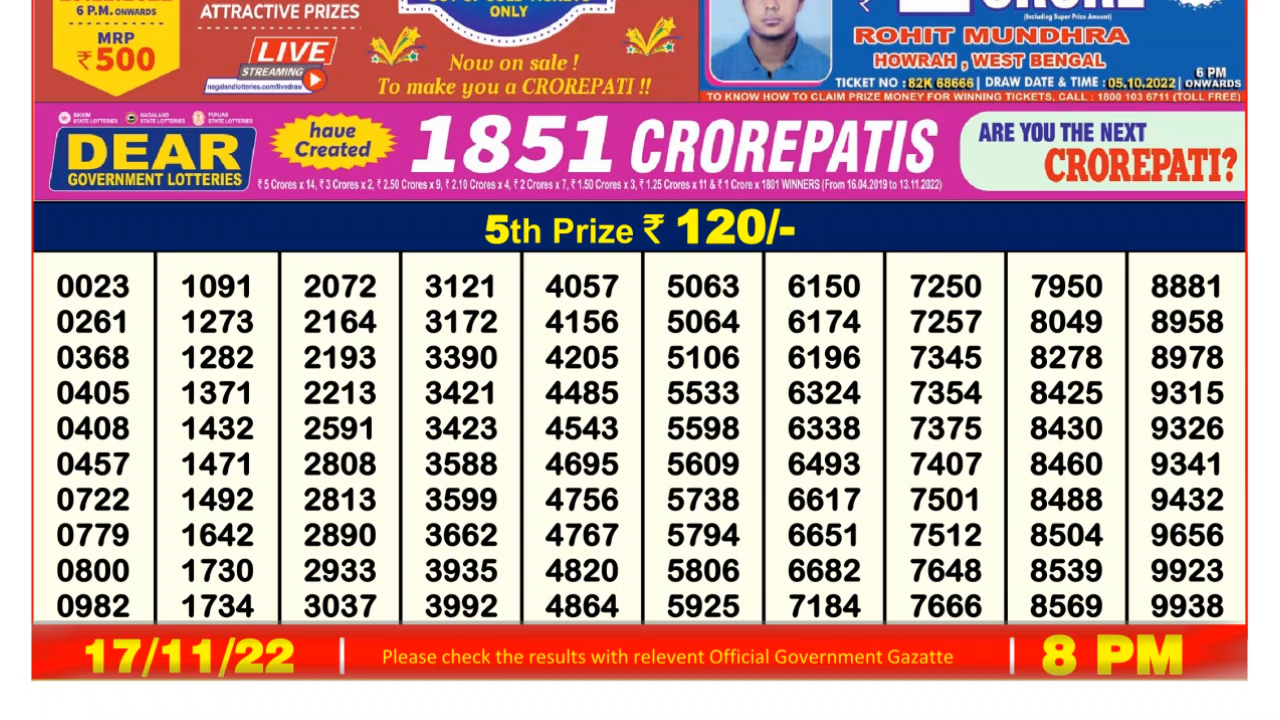 6 P.M. ONWARDS
MRP
₹500
ATTRACTIVE PRIZES
LIVE
STREAMING
nagalandlotteries.com/livedraw
ONLY
Now on sale !
To make you a CROREPATI !!
₹
CRORE
(Including Super Prize Amount)
ROHIT MUNDHRA
HOWRAH , WEST BENGAL
TICKET NO : 82K 68666 | DRAW DATE & TIME : 05.10.2022 | 6 PM ONWARDS
TO KNOW HOW TO CLAIM PRIZE MONEY FOR WINNING TICKETS, CALL : 1800 103 6711 (TOLL FREE)
SIKKIM STATE LOTTERIES NAGALAND STATE LOTTERIES PUNJAB STATE LOTTERIES
DEAR
GOVERNMENT LOTTERIES
have
Created
1851 CROREPATIS
₹ 5 Crores x 14, ₹ 3 Crores x 2, ₹ 2.50 Crores x 9, ₹ 2.10 Crores x 4, ₹ 2 Crores x 7, ₹ 1.50 Crores x 3, ₹ 1.25 Crores x 11 & ₹ 1 Crore x 1801 WINNERS (From 16.04.2019 to 13.11.2022)
ARE YOU THE NEXT
CROREPATI?
5th Prize ₹ 120/-
0023 1091 2072 3121 4057 5063 6150 7250 7950 8881
0261 1273 2164 3172 4156 5064 6174 7257 8049 8958
0368 1282 2193 3390 4205 5106 6196 7345 8278 8978
0405 1371 2213 3421 4485 5533 6324 7354 8425 9315
0408 1432 2591 3423 4543 5598 6338 7375 8430 9326
0457 1471 2808 3588 4695 5609 6493 7407 8460 9341
0722 1492 2813 3599 4756 5738 6617 7501 8488 9432
0779 1642 2890 3662 4767 5794 6651 7512 8504 9656
0800 1730 2933 3935 4820 5806 6682 7648 8539 9923
0982 1734 3037 3992 4864 5925 7184 7666 8569 9938
17/11/22 | Please check the results with relevent Official Government Gazatte | 8 PM